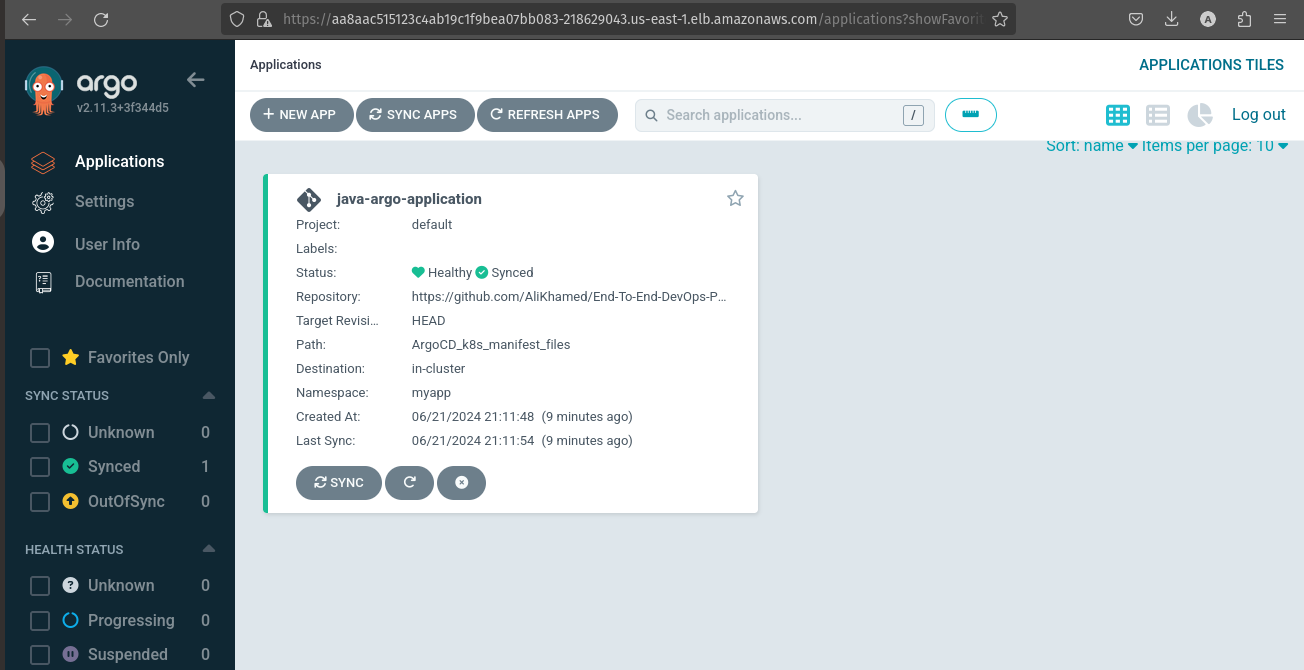 https://aa8aac515123c4ab19c1f9bea07bb083-218629043.us-east-1.elb.amazonaws.com/applications?showFavori
A
argo
v2.11.3+3f344d5
Applications
Settings
User Info
Documentation
Favorites Only
SYNC STATUS
Unknown 0
Synced 1
OutOfSync 0
HEALTH STATUS
Unknown 0
Progressing 0
Suspended 0
Applications
APPLICATIONS TILES
+ NEW APP SYNC APPS REFRESH APPS Search applications... / Log out
Sort: name Items per page: 10
java-argo-application
Project: default
Labels:
Status: Healthy Synced
Repository: https://github.com/AliKhamed/End-To-End-DevOps-P...
Target Revisi... HEAD
Path: ArgoCD_k8s_manifest_files
Destination: in-cluster
Namespace: myapp
Created At: 06/21/2024 21:11:48 (9 minutes ago)
Last Sync: 06/21/2024 21:11:54 (9 minutes ago)
SYNC